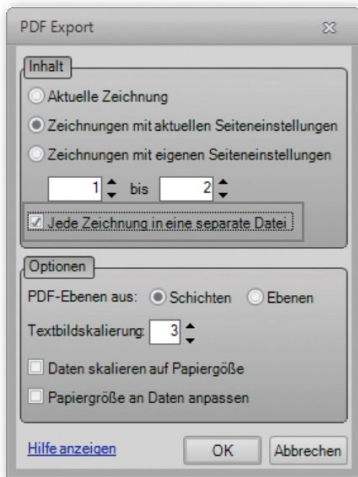 PDF Export
Inhalt
Aktuelle Zeichnung
Zeichnungen mit aktuellen Seiteneinstellungen
Zeichnungen mit eigenen Seiteneinstellungen
1 bis 2
Jede Zeichnung in eine separate Datei
Optionen
PDF-Ebenen aus: Schichten Ebenen
Textbildskalierung: 3
Daten skalieren auf Papiergöße
Papiergröße an Daten anpassen
Hilfe anzeigen OK Abbrechen